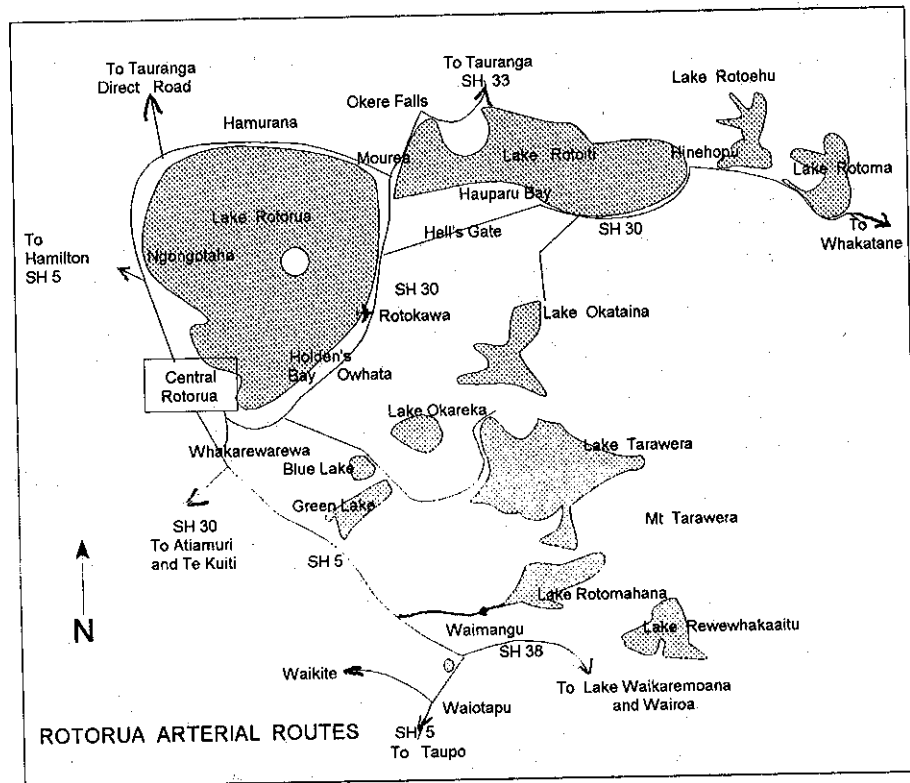 To Tauranga
Direct Road
To Tauranga
SH 33
Lake Rotoehu
Okere Falls
Hamurana
Mourea
Lake Rotoiti
Hinehopu
Lake Rotoma
Hauparu Bay
Lake Rotorua
Hell's Gate
SH 30
To
Whakatane
To
Hamilton
SH 5
Ngongotaha
SH 30
Rotokawa
Lake Okataina
Holden's
Bay Owhata
Central
Rotorua
Lake Okareka
Whakarewarewa
Blue Lake
Lake Tarawera
Green Lake
Mt Tarawera
SH 30
To Atiamuri
and Te Kuiti
SH 5
N
Lake Rotomahana
Waimangu
Lake Rewewhakaaitu
SH 38
Waikite
To Lake Waikaremoana
and Wairoa
Waiotapu
ROTORUA ARTERIAL ROUTES
SH 5
To Taupo